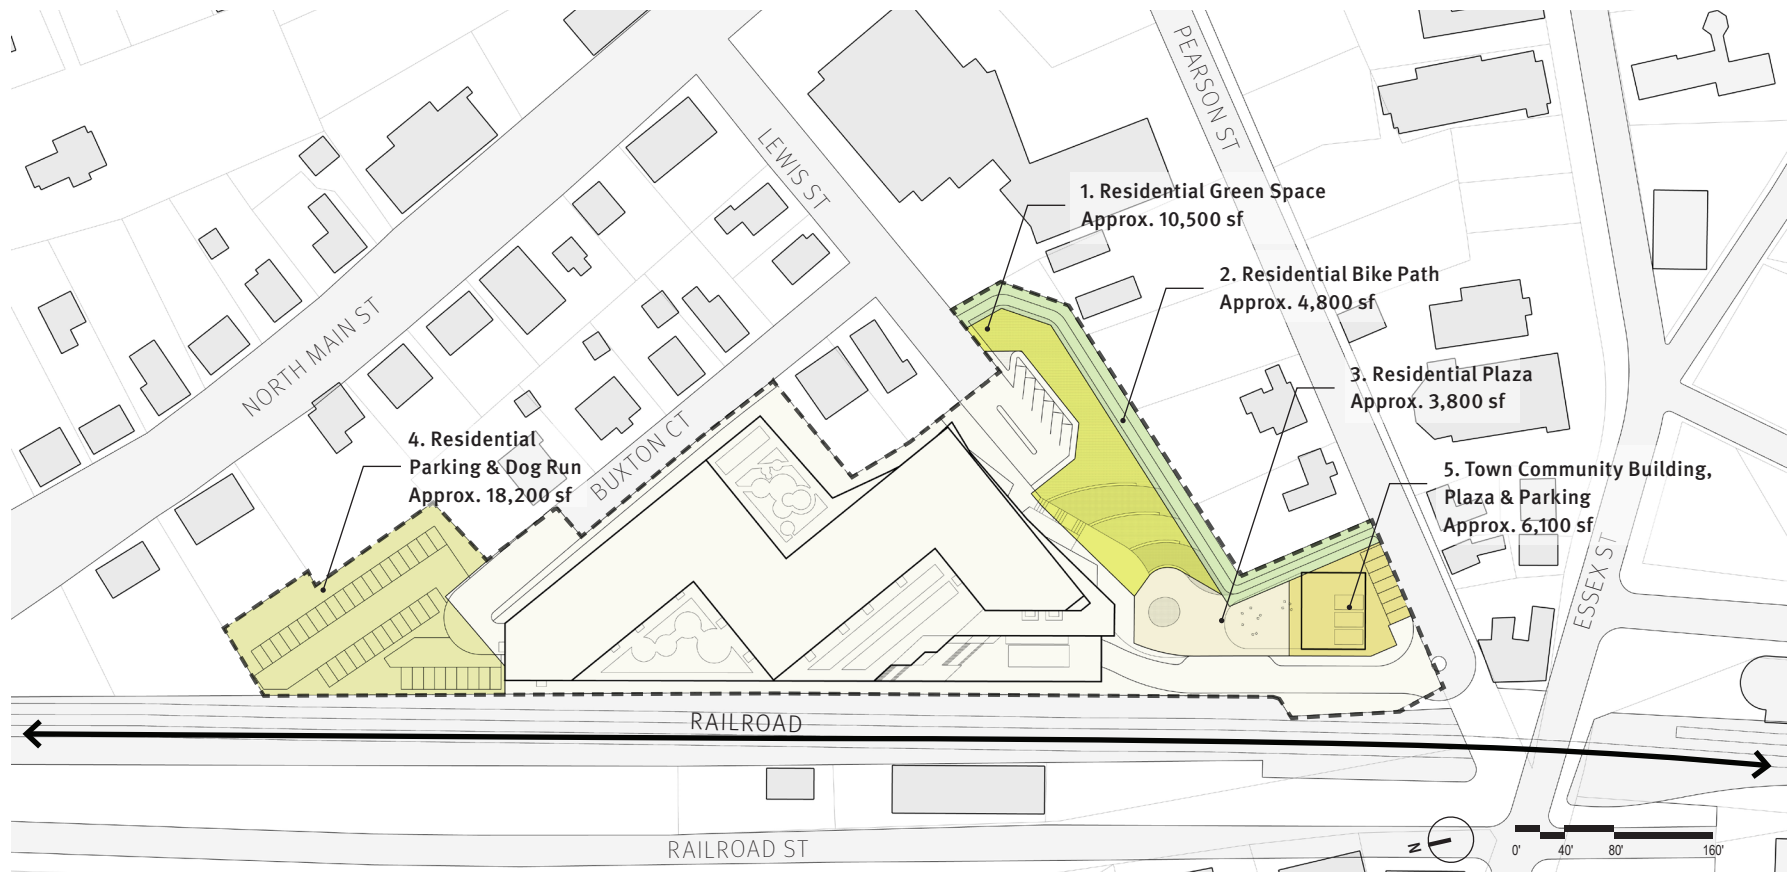 PEARSON ST
LEWIS ST
1. Residential Green Space
Approx. 10,500 sf
2. Residential Bike Path
Approx. 4,800 sf
NORTH MAIN ST
3. Residential Plaza
Approx. 3,800 sf
4. Residential
Parking & Dog Run
Approx. 18,200 sf
BUXTON CT
5. Town Community Building,
Plaza & Parking
Approx. 6,100 sf
ESSEX ST
RAILROAD
RAILROAD ST
N
0' 40' 80' 160'